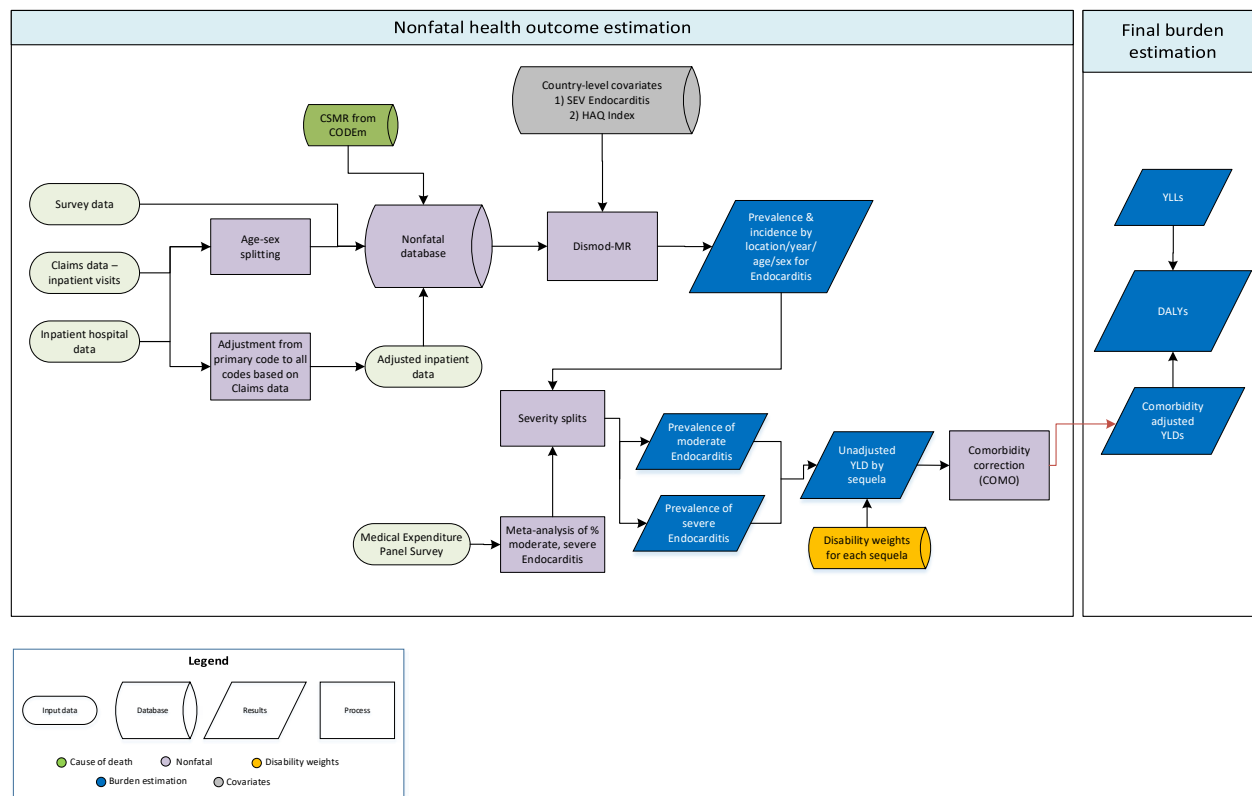 Nonfatal health outcome estimation
Final burden
estimation
Country-level covariates
1) SEV Endocarditis
2) HAQ Index
CSMR from
CODEm
Survey data
Age-sex
splitting
Nonfatal
database
Dismod-MR
Prevalence &
incidence by
location/year/
age/sex for
Endocarditis
YLLs
Claims data –
inpatient visits
Inpatient hospital
data
Adjustment from
primary code to all
codes based on
Claims data
Adjusted inpatient
data
DALYs
Severity splits
Prevalence of
moderate
Endocarditis
Unadjusted
YLD by
sequela
Comorbidity
correction
(COMO)
Comorbidity
adjusted
YLDs
Medical Expenditure
Panel Survey
Meta-analysis of %
moderate, severe
Endocarditis
Prevalence of
severe
Endocarditis
Disability weights
for each sequela
Legend
Input data
Database
Results
Process
Cause of death
Nonfatal
Disability weights
Burden estimation
Covariates